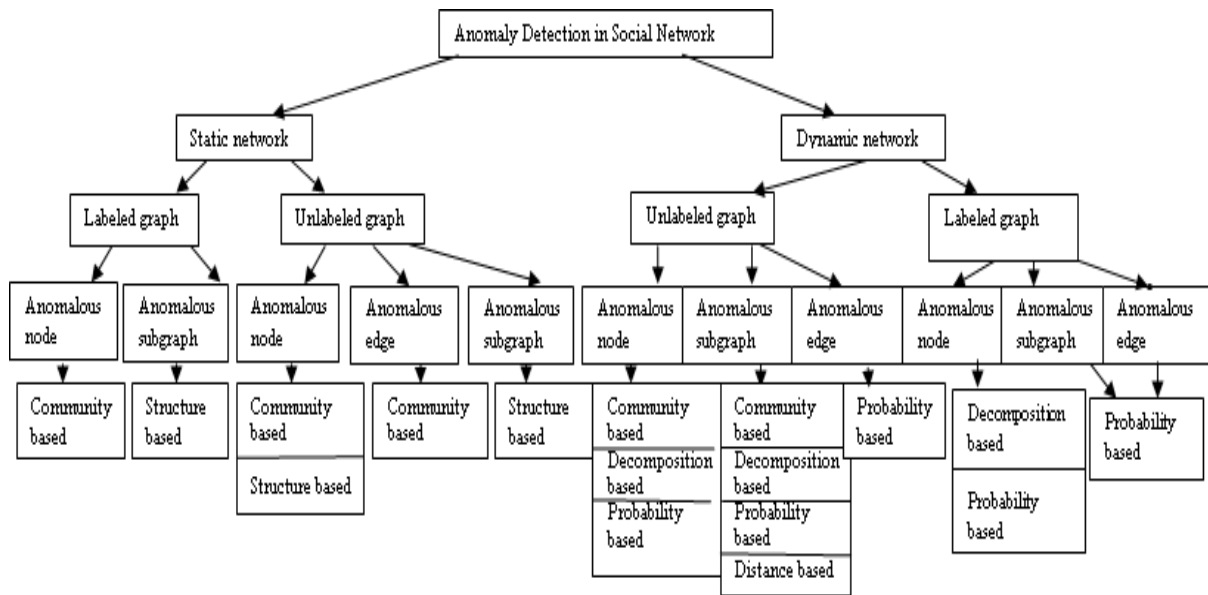 Anomaly Detection in Social Network
Static network
Dynamic network
Labeled graph
Unlabeled graph
Unlabeled graph
Labeled graph
Anomalous
node
Anomalous
subgraph
Anomalous
node
Anomalous
edge
Anomalous
subgraph
Anomalous
node
Anomalous
subgraph
Anomalous
edge
Anomalous
node
Anomalous
subgraph
Anomalous
edge
Community
based
Structure
based
Community
based
Structure based
Community
based
Structure
based
Community
based
Decomposition
based
Probability
based
Community
based
Decomposition
based
Probability
based
Distance based
Probability
based
Decomposition
based
Probability
based
Probability
based